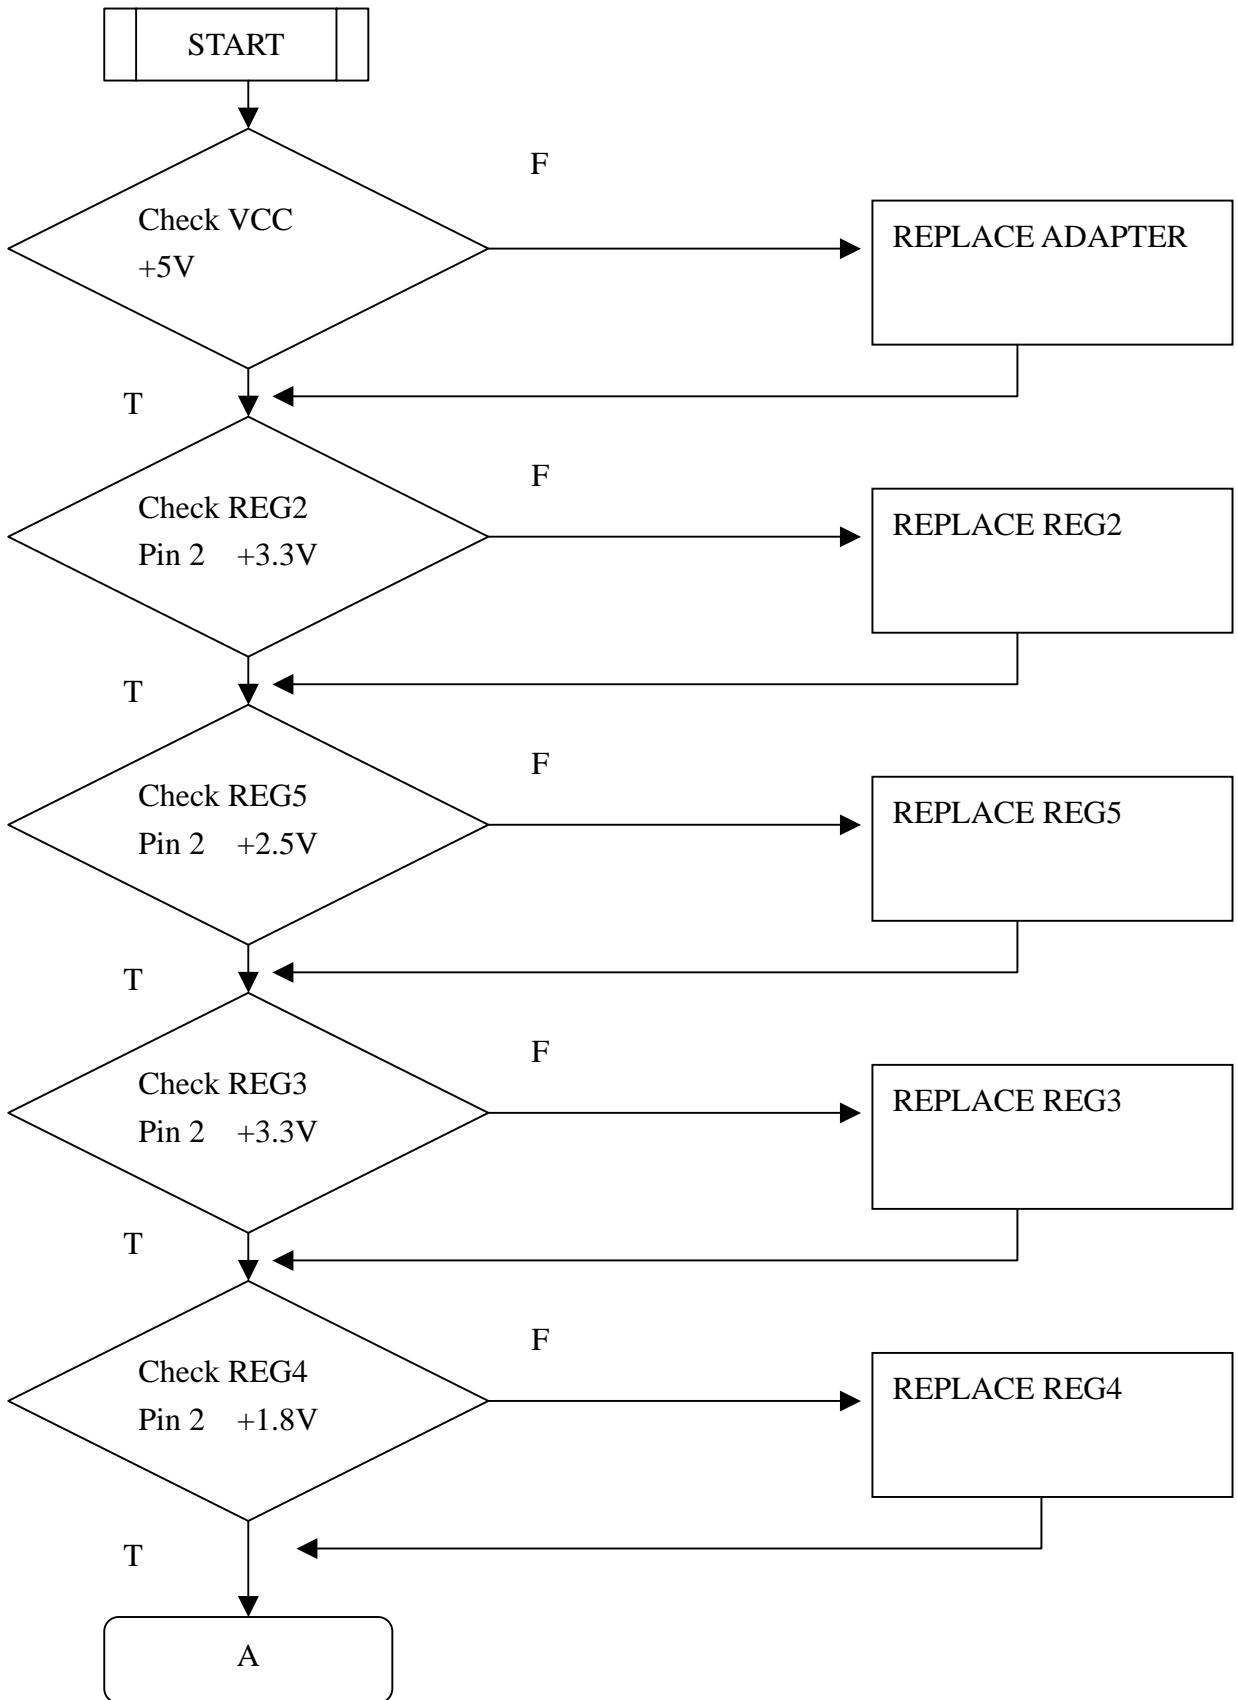 START
F
Check VCC
+5V
REPLACE ADAPTER
T
F
Check REG2
Pin 2 +3.3V
REPLACE REG2
T
F
Check REG5
Pin 2 +2.5V
REPLACE REG5
T
F
Check REG3
Pin 2 +3.3V
REPLACE REG3
T
F
Check REG4
Pin 2 +1.8V
REPLACE REG4
T
A